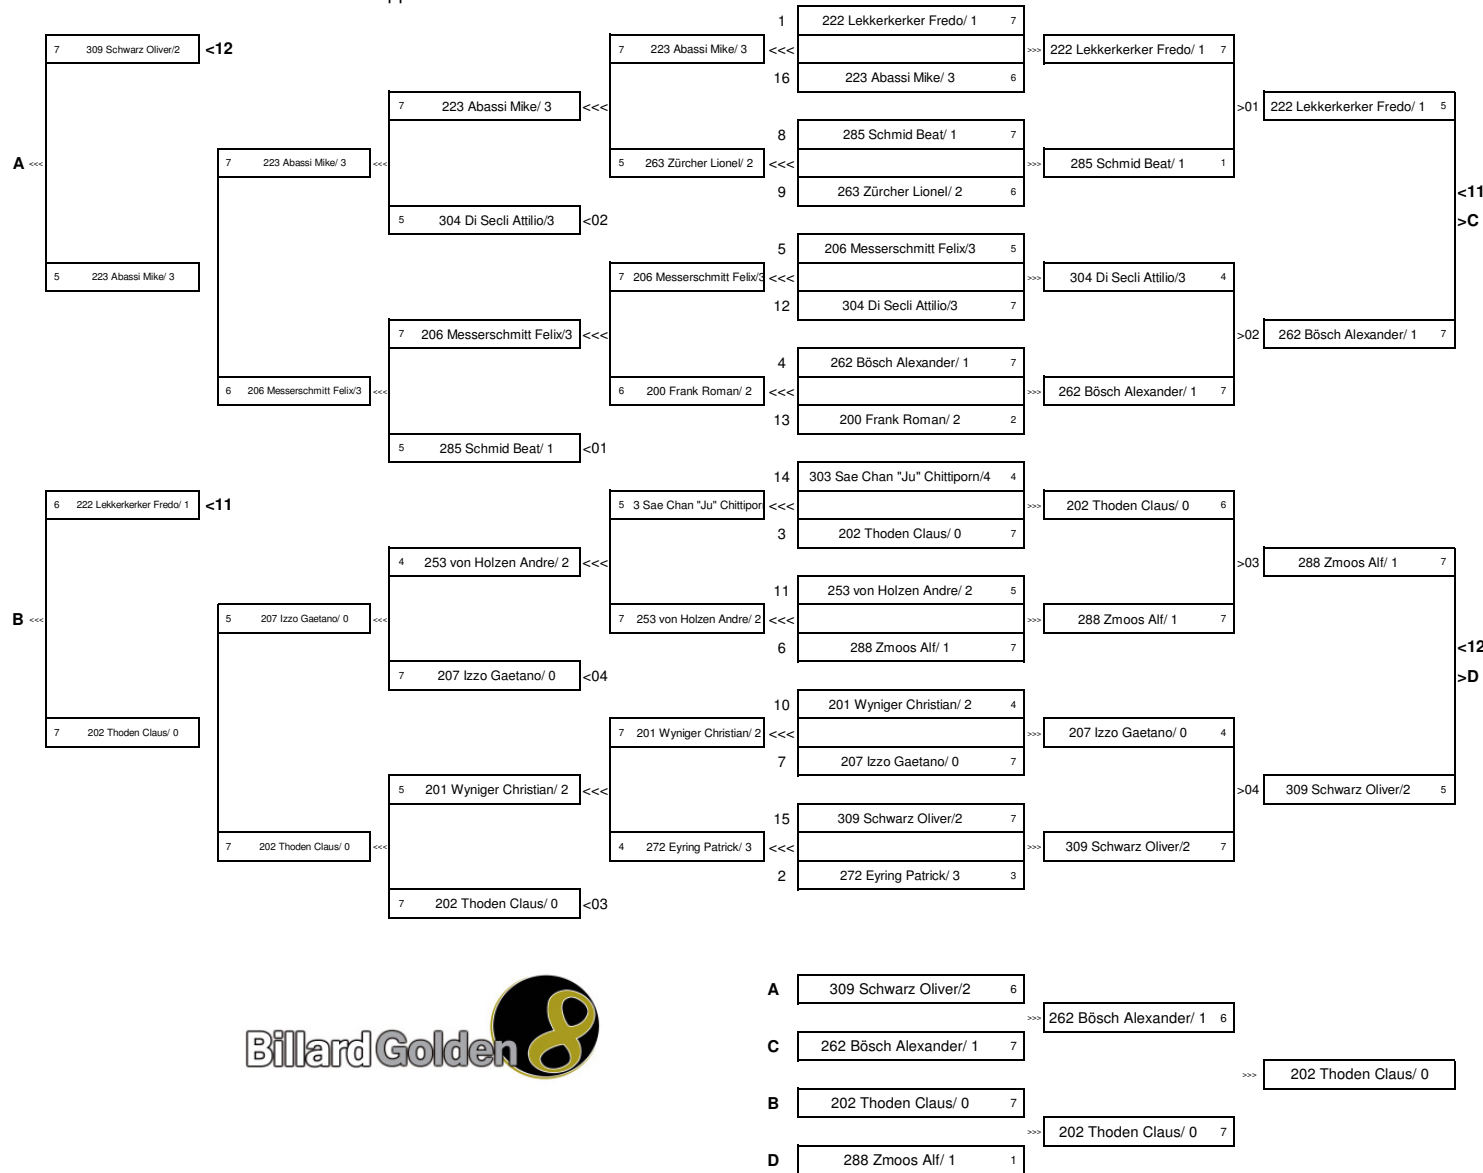 1 222 Lekkerkerker Fredo/ 1 7
7 309 Schwarz Oliver/2 <12 7 223 Abassi Mike/ 3 <<< >>> 222 Lekkerkerker Fredo/ 1 7
16 223 Abassi Mike/ 3 6
7 223 Abassi Mike/ 3 <<< >01 222 Lekkerkerker Fredo/ 1 5
8 285 Schmid Beat/ 1 7
A <<< 7 223 Abassi Mike/ 3 <<< 5 263 Zürcher Lionel/ 2 <<< >>> 285 Schmid Beat/ 1 1
9 263 Zürcher Lionel/ 2 6 <11
5 304 Di Secli Attilio/3 <02 >C
5 206 Messerschmitt Felix/3 5
5 223 Abassi Mike/ 3 7 206 Messerschmitt Felix/3 <<< >>> 304 Di Secli Attilio/3 4
12 304 Di Secli Attilio/3 7
7 206 Messerschmitt Felix/3 <<< >02 262 Bösch Alexander/ 1 7
4 262 Bösch Alexander/ 1 7
6 206 Messerschmitt Felix/3 <<< 6 200 Frank Roman/ 2 <<< >>> 262 Bösch Alexander/ 1 7
13 200 Frank Roman/ 2 2
5 285 Schmid Beat/ 1 <01
14 303 Sae Chan "Ju" Chittiporn/4 4
6 222 Lekkerkerker Fredo/ 1 <11 5 3 Sae Chan "Ju" Chittipor <<< >>> 202 Thoden Claus/ 0 6
3 202 Thoden Claus/ 0 7
4 253 von Holzen Andre/ 2 <<< >03 288 Zmoos Alf/ 1 7
11 253 von Holzen Andre/ 2 5
B <<< 5 207 Izzo Gaetano/ 0 <<< 7 253 von Holzen Andre/ 2 <<< >>> 288 Zmoos Alf/ 1 7
6 288 Zmoos Alf/ 1 7 <12
7 207 Izzo Gaetano/ 0 <04 >D
10 201 Wyniger Christian/ 2 4
7 202 Thoden Claus/ 0 7 201 Wyniger Christian/ 2 <<< >>> 207 Izzo Gaetano/ 0 4
7 207 Izzo Gaetano/ 0 7
5 201 Wyniger Christian/ 2 <<< >04 309 Schwarz Oliver/2 5
15 309 Schwarz Oliver/2 7
7 202 Thoden Claus/ 0 <<< 4 272 Eyring Patrick/ 3 <<< >>> 309 Schwarz Oliver/2 7
2 272 Eyring Patrick/ 3 3
7 202 Thoden Claus/ 0 <03
A 309 Schwarz Oliver/2 6
>>> 262 Bösch Alexander/ 1 6
Billard Golden 8
C 262 Bösch Alexander/ 1 7
>>> 202 Thoden Claus/ 0
B 202 Thoden Claus/ 0 7
>>> 202 Thoden Claus/ 0 7
D 288 Zmoos Alf/ 1 1